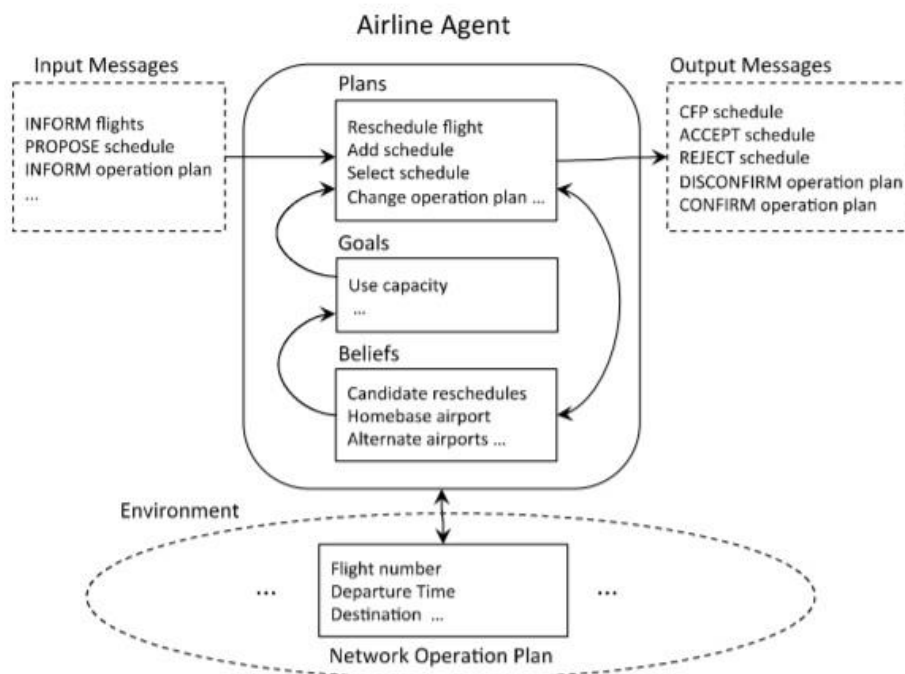 Airline Agent
Input Messages
INFORM flights
PROPOSE schedule
INFORM operation plan
...
Plans
Reschedule flight
Add schedule
Select schedule
Change operation plan ...
Goals
Use capacity
...
Beliefs
Candidate reschedules
Homebase airport
Alternate airports ...
Output Messages
CFP schedule
ACCEPT schedule
REJECT schedule
DISCONFIRM operation plan
CONFIRM operation plan
Environment
...
Flight number
Departure Time
Destination ...
...
Network Operation Plan